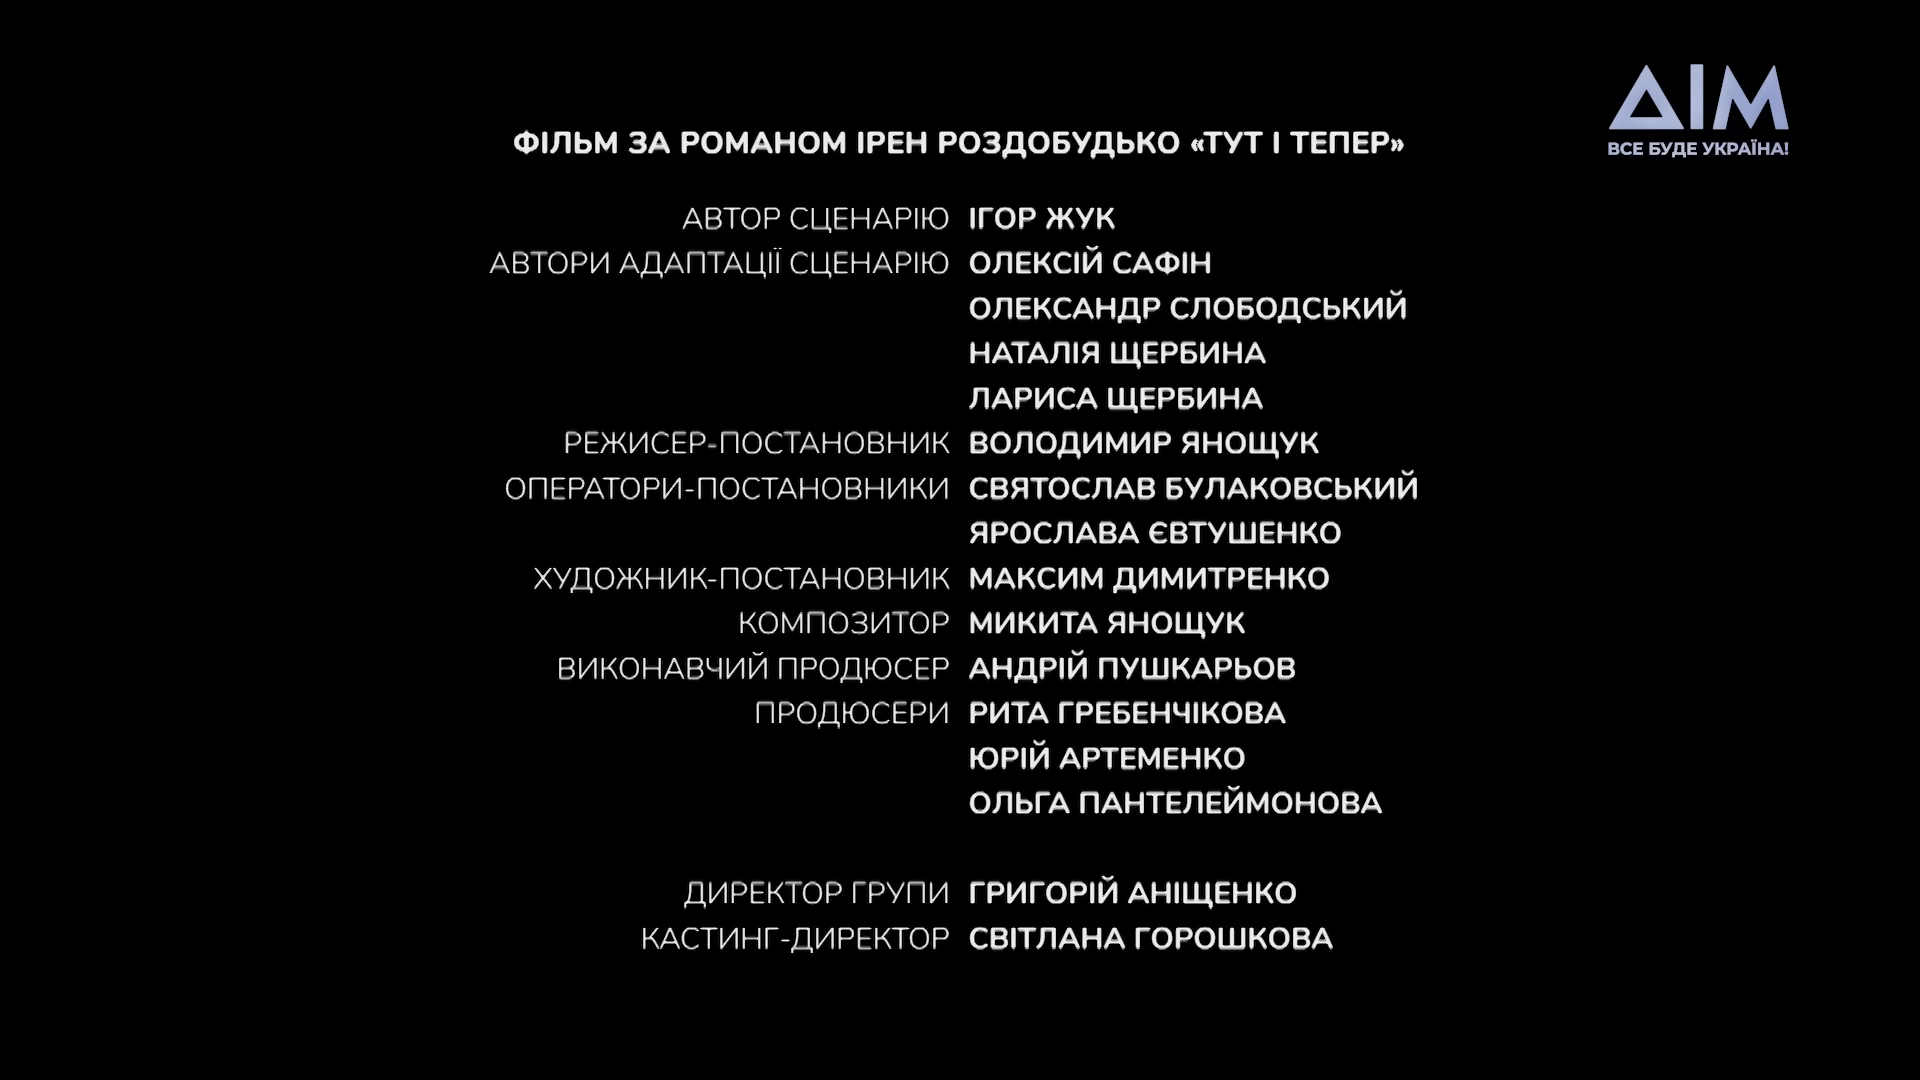 ДІМ
ВСЕ БУДЕ УКРАЇНА!
ФІЛЬМ ЗА РОМАНОМ ІРЕН РОЗДОБУДЬКО «ТУТ І ТЕПЕР»
АВТОР СЦЕНАРІЮ ІГОР ЖУК
АВТОРИ АДАПТАЦІЇ СЦЕНАРІЮ ОЛЕКСІЙ САФІН
ОЛЕКСАНДР СЛОБОДСЬКИЙ
НАТАЛІЯ ЩЕРБИНА
ЛАРИСА ЩЕРБИНА
РЕЖИСЕР-ПОСТАНОВНИК ВОЛОДИМИР ЯНОЩУК
ОПЕРАТОРИ-ПОСТАНОВНИКИ СВЯТОСЛАВ БУЛАКОВСЬКИЙ
ЯРОСЛАВА ЄВТУШЕНКО
ХУДОЖНИК-ПОСТАНОВНИК МАКСИМ ДИМИТРЕНКО
КОМПОЗИТОР МИКИТА ЯНОЩУК
ВИКОНАВЧИЙ ПРОДЮСЕР АНДРІЙ ПУШКАРЬОВ
ПРОДЮСЕРИ РИТА ГРЕБЕНЧІКОВА
ЮРІЙ АРТЕМЕНКО
ОЛЬГА ПАНТЕЛЕЙМОНОВА
ДИРЕКТОР ГРУПИ ГРИГОРІЙ АНІЩЕНКО
КАСТИНГ-ДИРЕКТОР СВІТЛАНА ГОРОШКОВА